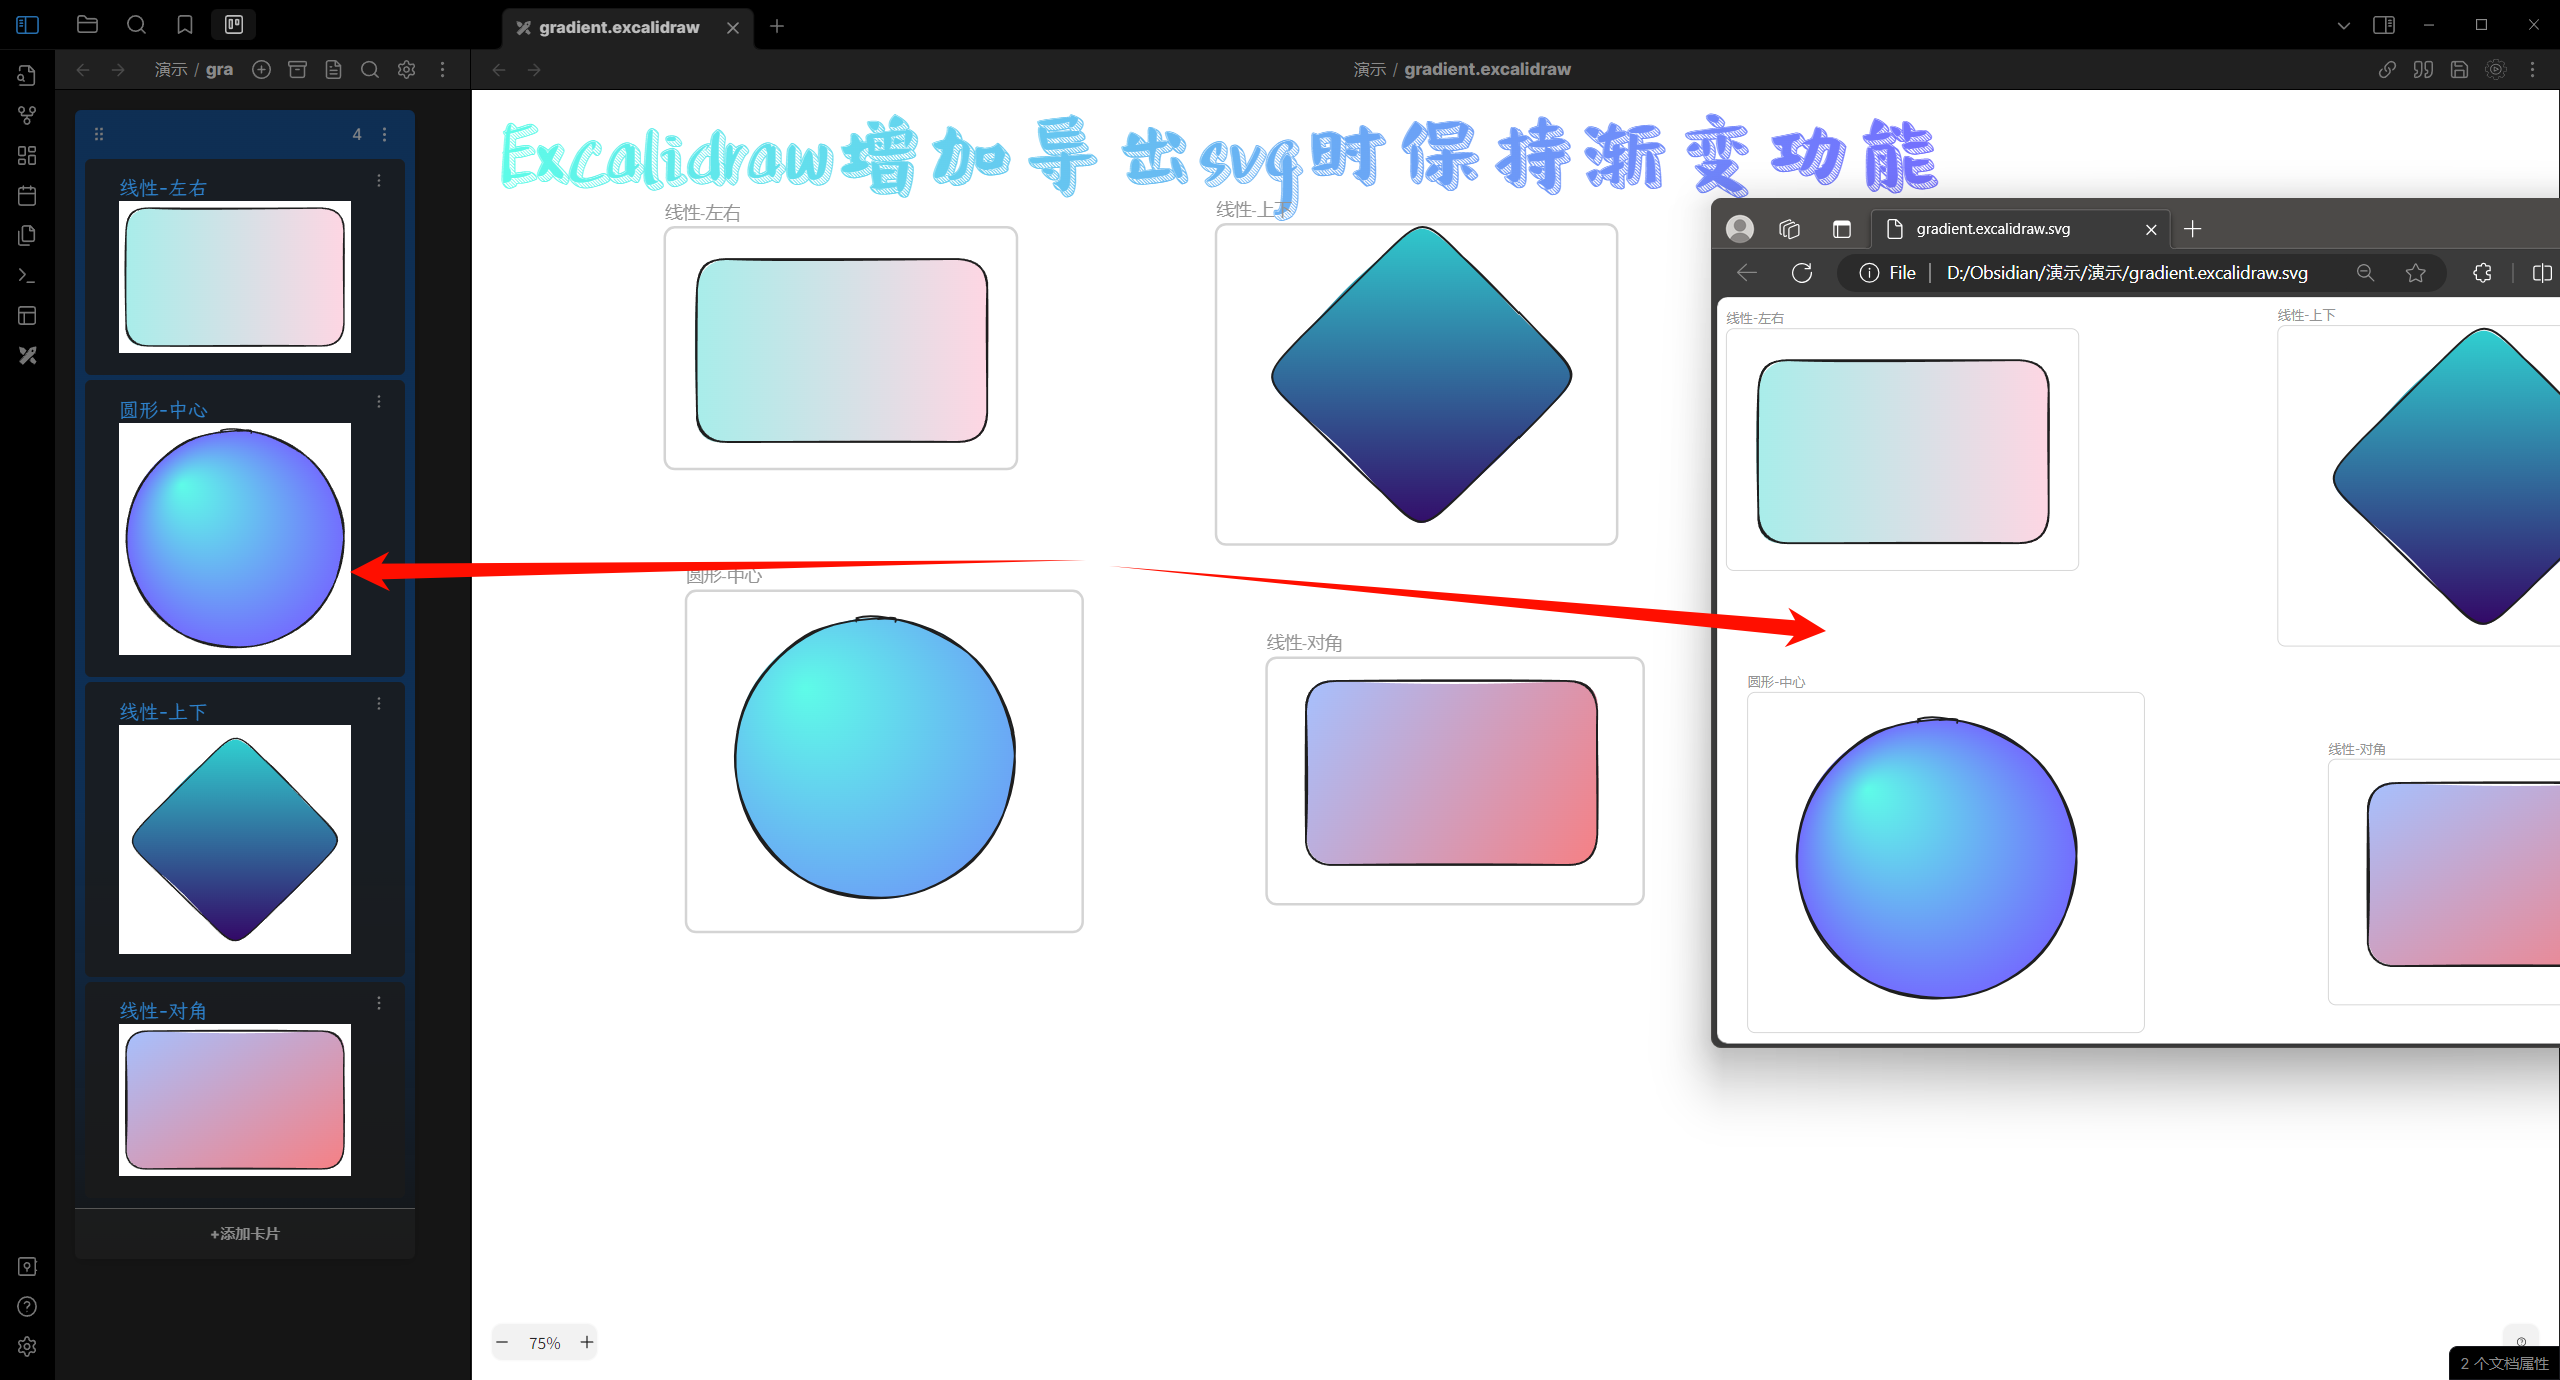 gradient.excalidraw
演示 / gra
演示 / gradient.excalidraw
4
线性-左右
圆形-中心
线性-上下
线性-对角
+添加卡片
Excalidraw增加导出svg时保持渐变功能
线性-左右
线性-上下
圆形-中心
线性-对角
75%
gradient.excalidraw.svg
File
D:/Obsidian/演示/演示/gradient.excalidraw.svg
线性-左右
线性-上下
圆形-中心
线性-对角
2 个文档属性